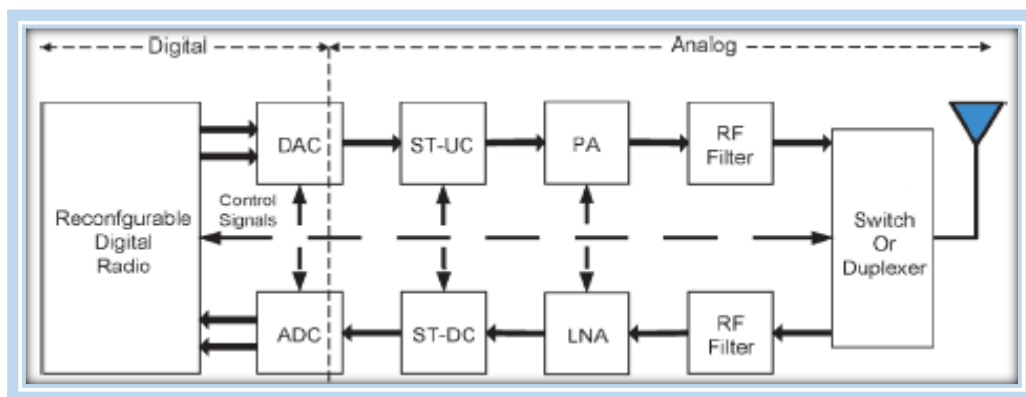 Digital
Analog
DAC
ST-UC
PA
RF
Filter
Control
Signals
Reconfgurable
Digital
Radio
Switch
Or
Duplexer
ADC
ST-DC
LNA
RF
Filter